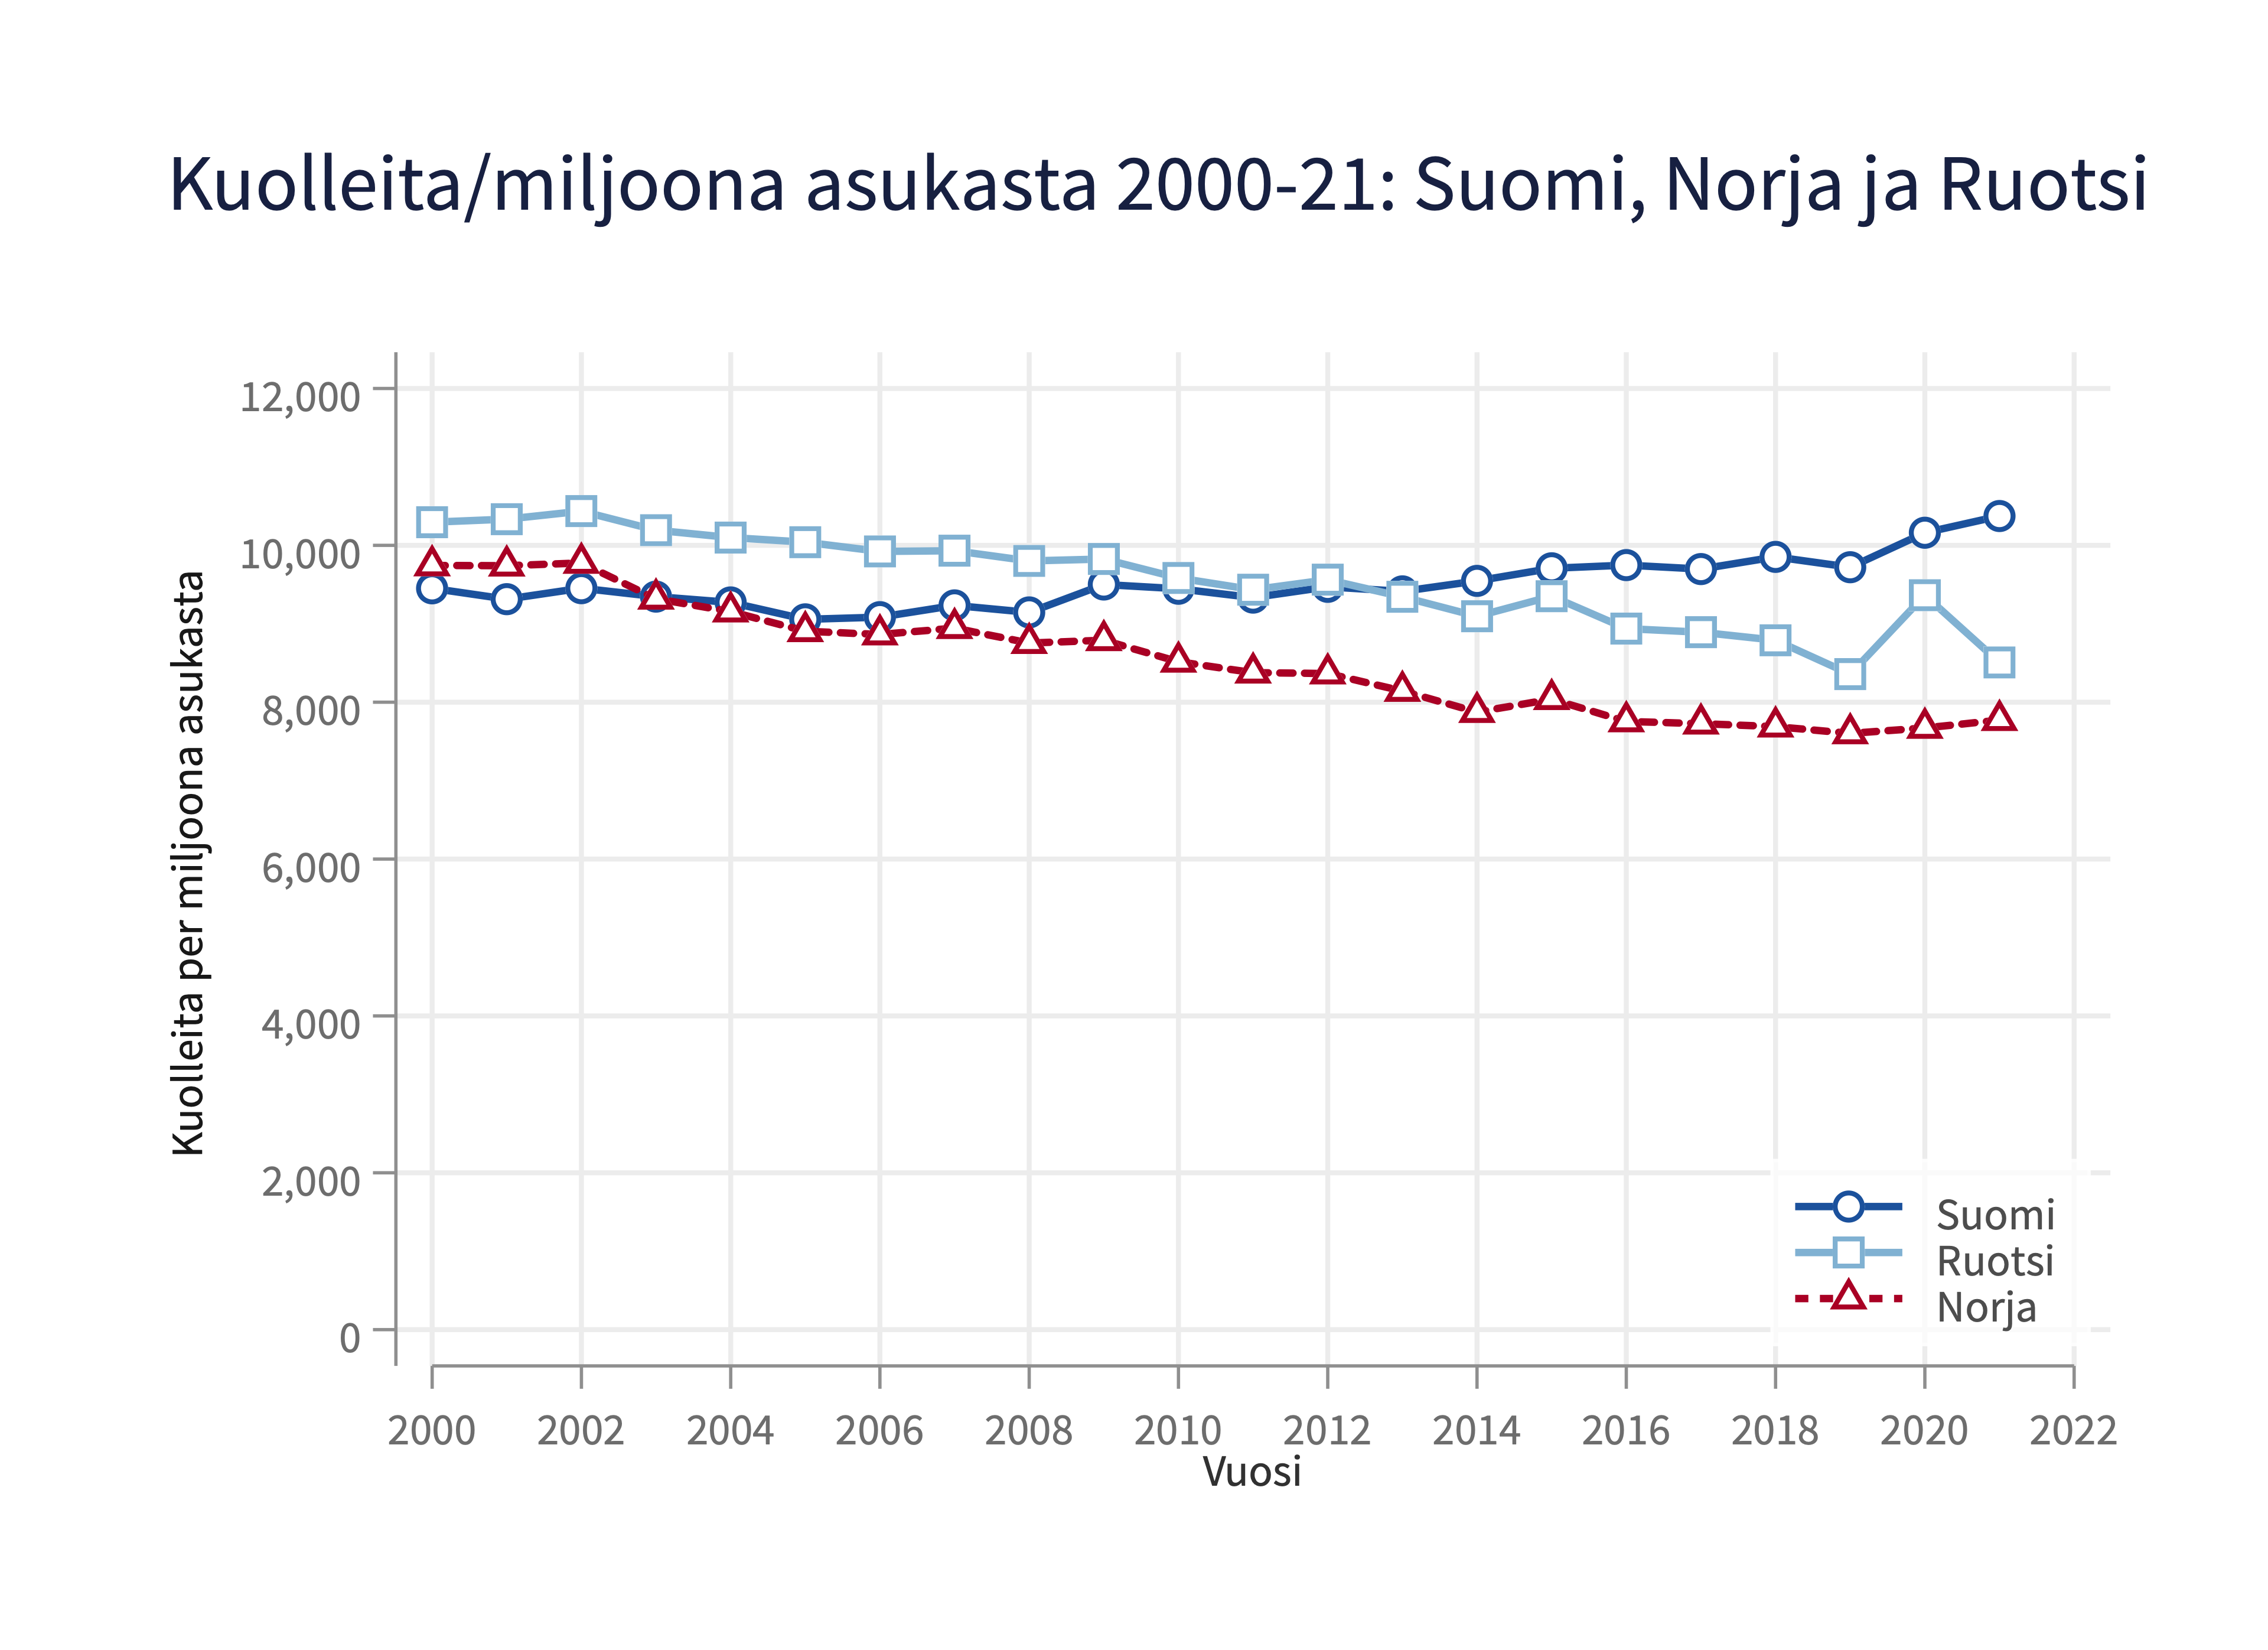 Kuolleita/miljoona asukasta 2000-21: Suomi, Norja ja Ruotsi
Kuolleita per miljoona asukasta
12,000
10,000
8,000
6,000
4,000
2,000
0
Suomi
Ruotsi
Norja
2000 2002 2004 2006 2008 2010 2012 2014 2016 2018 2020 2022
Vuosi